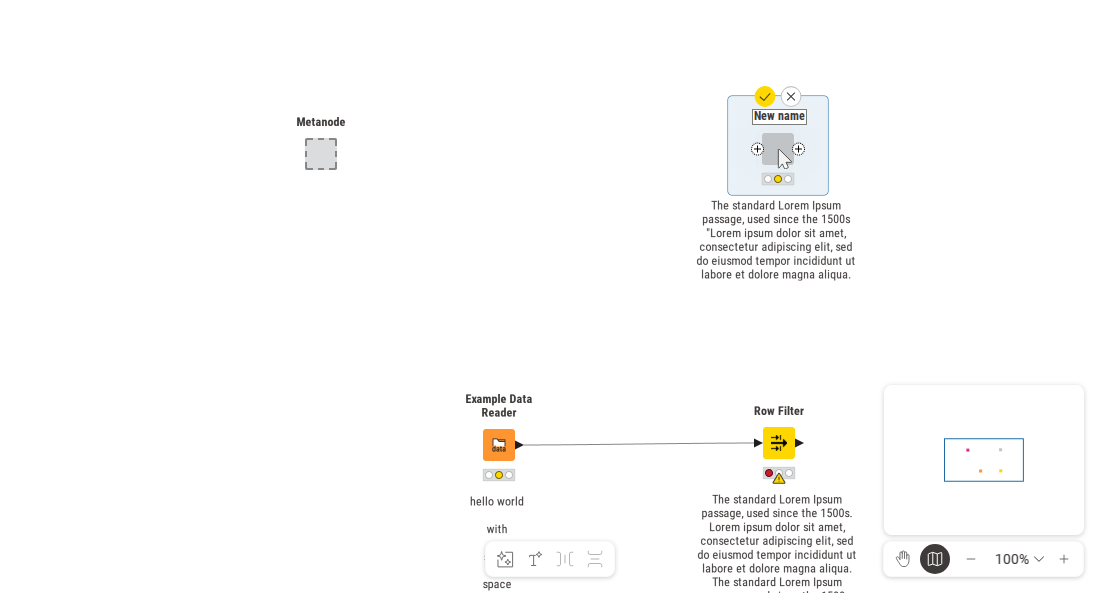 Metanode
New name
The standard Lorem Ipsum
passage, used since the 1500s
"Lorem ipsum dolor sit amet,
consectetur adipiscing elit, sed
do eiusmod tempor incididunt ut
labore et dolore magna aliqua.
Example Data
Reader
data
hello world
with
space
Row Filter
The standard Lorem Ipsum
passage, used since the 1500s.
Lorem ipsum dolor sit amet,
consectetur adipiscing elit, sed
do eiusmod tempor incididunt ut
labore et dolore magna aliqua.
The standard Lorem Ipsum
100%